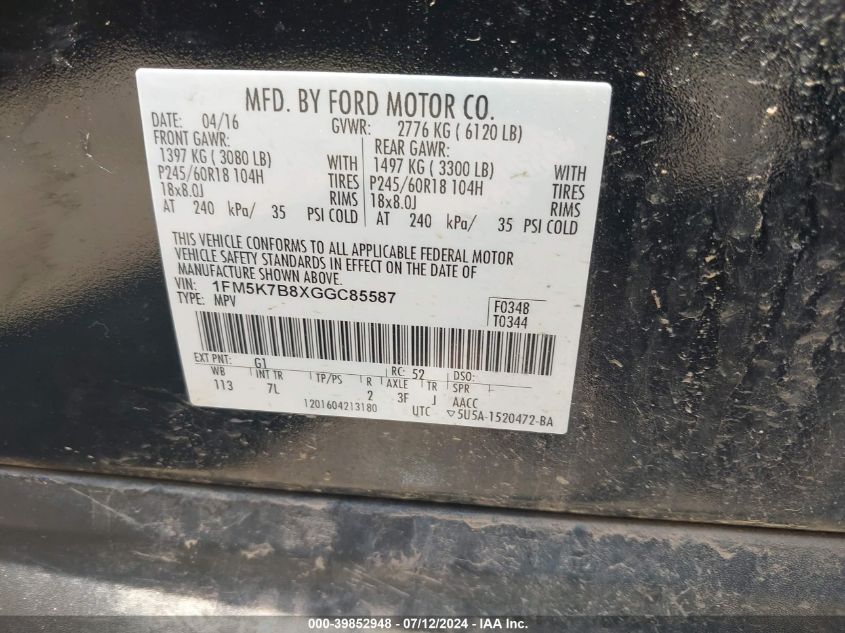 MFD. BY FORD MOTOR CO.
DATE: 04/16 GVWR: 2776 KG ( 6120 LB)
FRONT GAWR: REAR GAWR:
1397 KG ( 3080 LB) WITH 1497 KG ( 3300 LB) WITH
P245/60R18 104H TIRES P245/60R18 104H TIRES
18x8.0J RIMS 18x8.0J RIMS
AT 240 kPa/ 35 PSI COLD AT 240 kPa/ 35 PSI COLD
THIS VEHICLE CONFORMS TO ALL APPLICABLE FEDERAL MOTOR
VEHICLE SAFETY STANDARDS IN EFFECT ON THE DATE OF
MANUFACTURE SHOWN ABOVE.
VIN: 1FM5K7B8XGGC85587
TYPE: MPV
F0348
T0344
EXT PNT: G1 RC: 52 DSO:
WB INT TR TP/PS R AXLE TR SPR
113 7L 2 3F J AACC
1201604213180 UTC ▽5U5A-1520472-BA
000-39852948 - 07/12/2024 - IAA Inc.